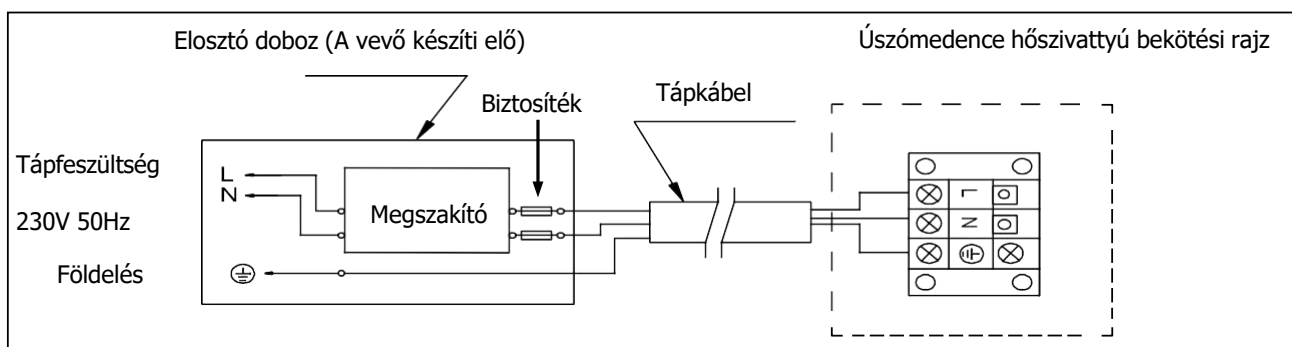 Elosztó doboz (A vevő készíti elő)
Úszómedence hőszivattyú bekötési rajz
Biztosíték
Tápkábel
Tápfeszültség
L
N
230V 50Hz
Megszakító
Földelés
L
N